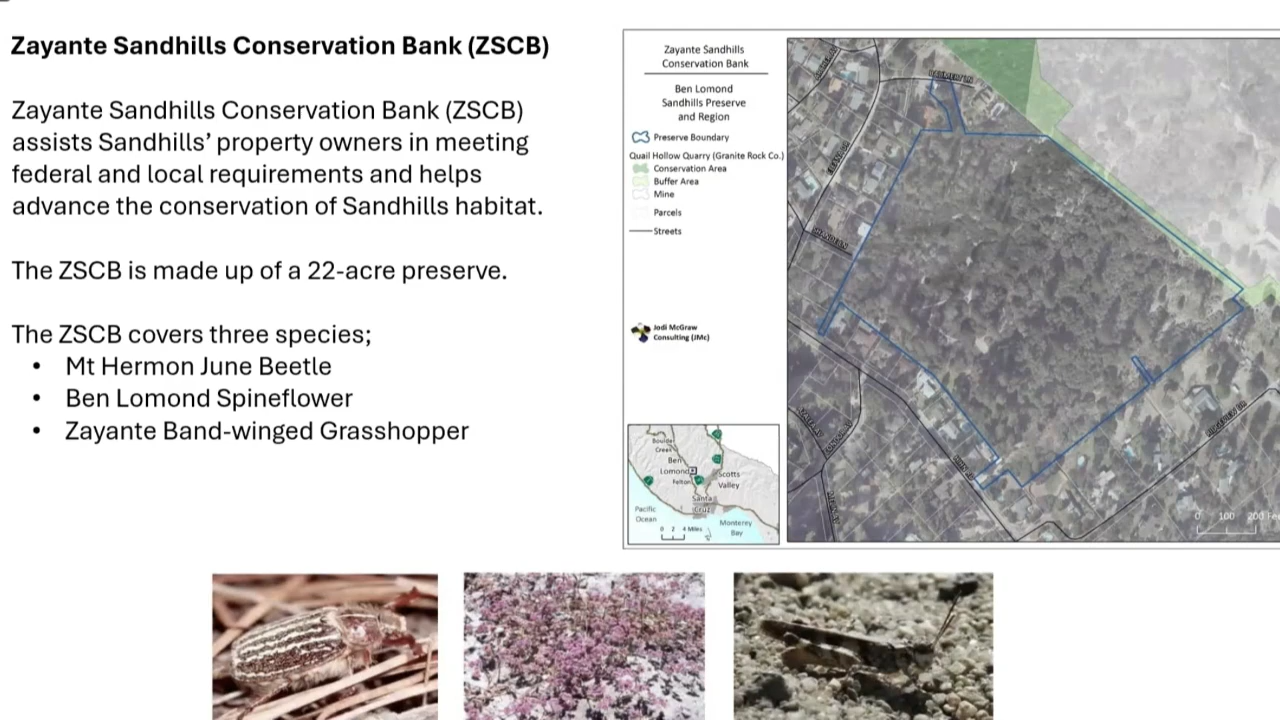 Zayante Sandhills Conservation Bank (ZSCB)
Zayante Sandhills Conservation Bank (ZSCB)
assists Sandhills’ property owners in meeting
federal and local requirements and helps
advance the conservation of Sandhills habitat.
The ZSCB is made up of a 22-acre preserve.
The ZSCB covers three species;
• Mt Hermon June Beetle
• Ben Lomond Spineflower
• Zayante Band-winged Grasshopper
Zayante Sandhills
Conservation Bank
Ben Lomond
Sandhills Preserve
and Region
Preserve Boundary
Quail Hollow Quarry (Granite Rock Co.)
Conservation Area
Buffer Area
Mine
Parcels
Streets
Jodi McGraw
Consulting (JMc)
Boulder
Creek
Ben
Lomond
Felton
Scotts
Valley
Santa
Cruz
Pacific
Ocean
Monterey
Bay
0 2 4 Miles
0 100 200 Fe